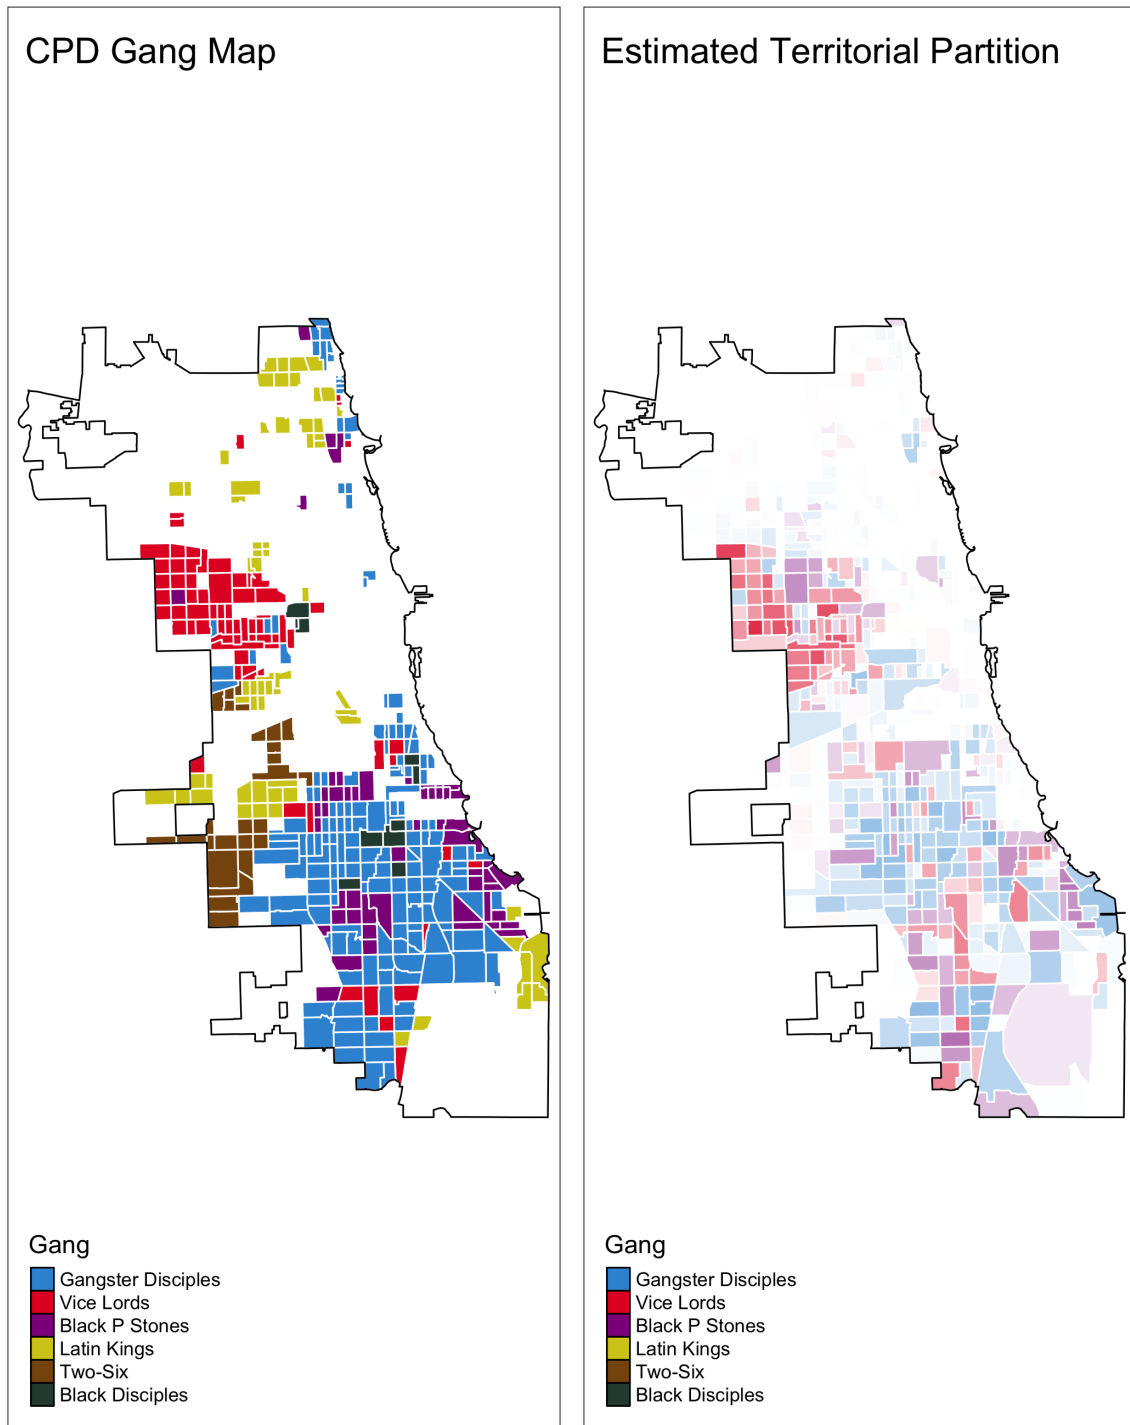 CPD Gang Map
Gang
Gangster Disciples
Vice Lords
Black P Stones
Latin Kings
Two-Six
Black Disciples
Estimated Territorial Partition
Gang
Gangster Disciples
Vice Lords
Black P Stones
Latin Kings
Two-Six
Black Disciples